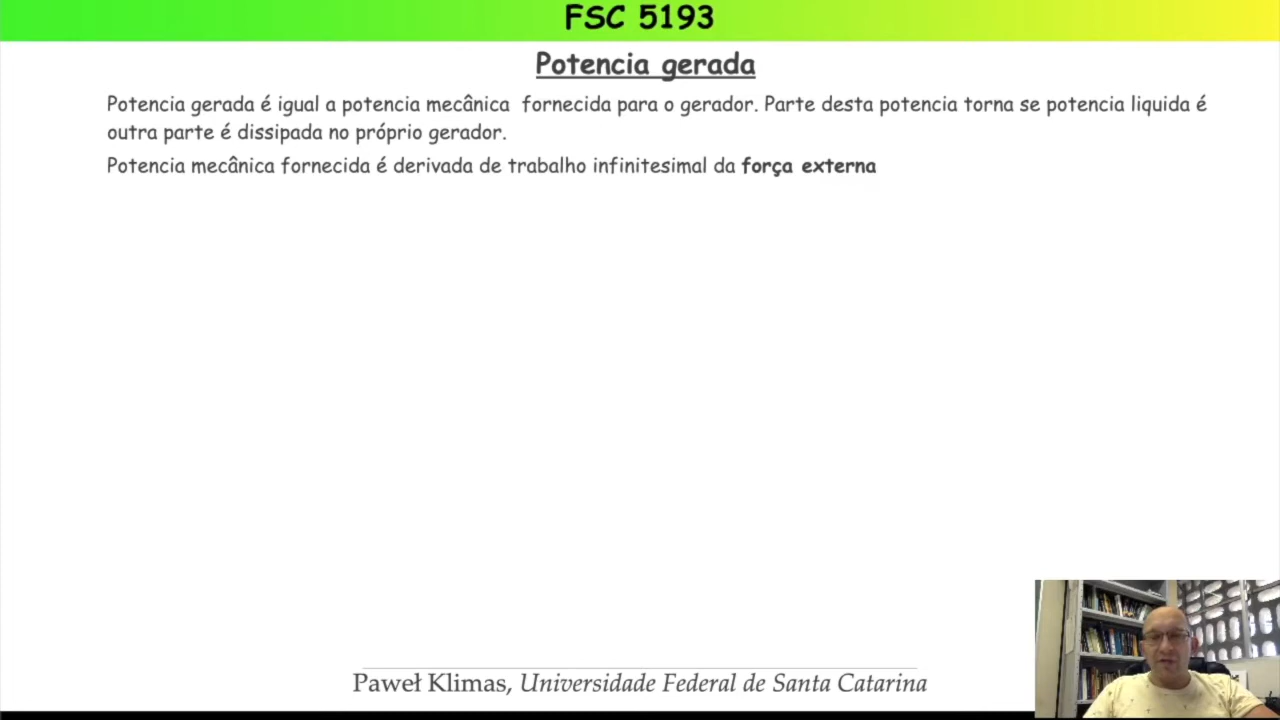 FSC 5193
Potencia gerada
Potencia gerada é igual a potencia mecânica fornecida para o gerador. Parte desta potencia torna se potencia liquida é
outra parte é dissipada no próprio gerador.
Potencia mecânica fornecida é derivada de trabalho infinitesimal da força externa
Paweł Klimas, Universidade Federal de Santa Catarina